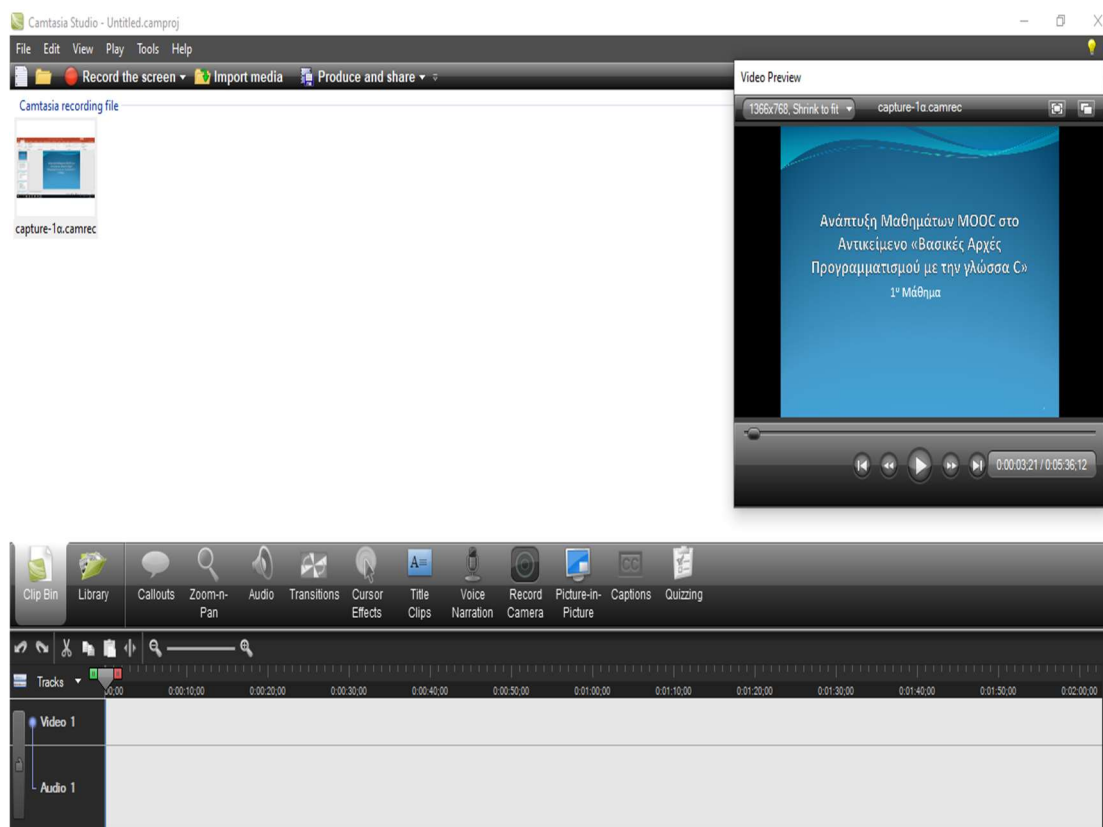 Camtasia Studio - Untitled.camproj
File Edit View Play Tools Help
Record the screen Import media Produce and share
Camtasia recording file
capture-1α.camrec
Video Preview
1366x768, Shrink to fit capture-1α.camrec
Ανάπτυξη Μαθημάτων MOOC στο
Αντικείμενο «Βασικές Αρχές
Προγραμματισμού με την γλώσσα C»
1ο Μάθημα
0:00:03;21 / 0:05:36;12
Clip Bin Library Callouts Zoom-n-Pan Audio Transitions Cursor Effects Title Clips Voice Narration Record Camera Picture-in-Picture Captions Quizzing
Tracks 0:00:10;00 0:00:20;00 0:00:30;00 0:00:40;00 0:00:50;00 0:01:00;00 0:01:10;00 0:01:20;00 0:01:30;00 0:01:40;00 0:01:50;00 0:02:00;00
Video 1
Audio 1